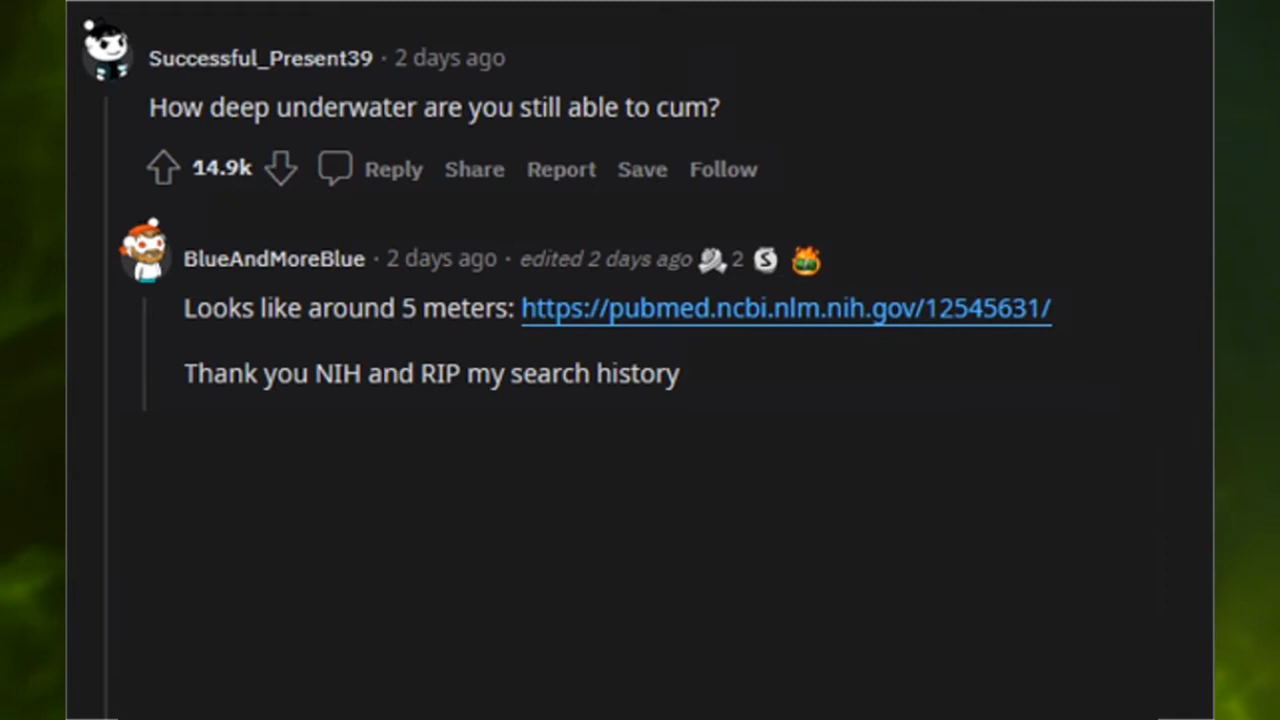 Successful_Present39 · 2 days ago
How deep underwater are you still able to cum?
14.9k Reply Share Report Save Follow
BlueAndMoreBlue · 2 days ago · edited 2 days ago 2 S
Looks like around 5 meters: https://pubmed.ncbi.nlm.nih.gov/12545631/
Thank you NIH and RIP my search history